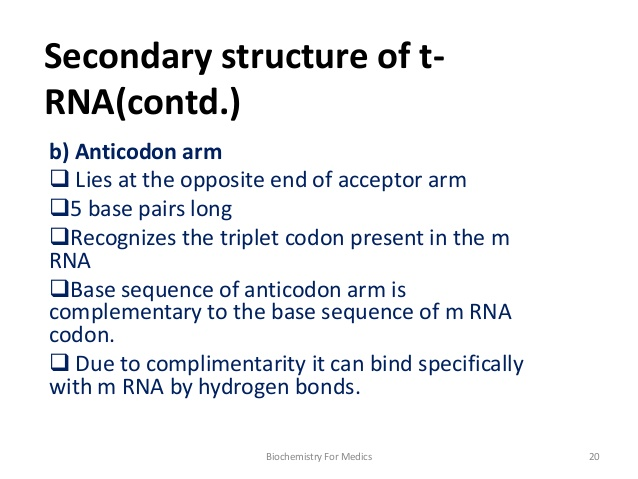 Secondary structure of t-
RNA(contd.)
b) Anticodon arm
❑ Lies at the opposite end of acceptor arm
❑5 base pairs long
❑Recognizes the triplet codon present in the m
RNA
❑Base sequence of anticodon arm is
complementary to the base sequence of m RNA
codon.
❑ Due to complimentarity it can bind specifically
with m RNA by hydrogen bonds.
Biochemistry For Medics
20